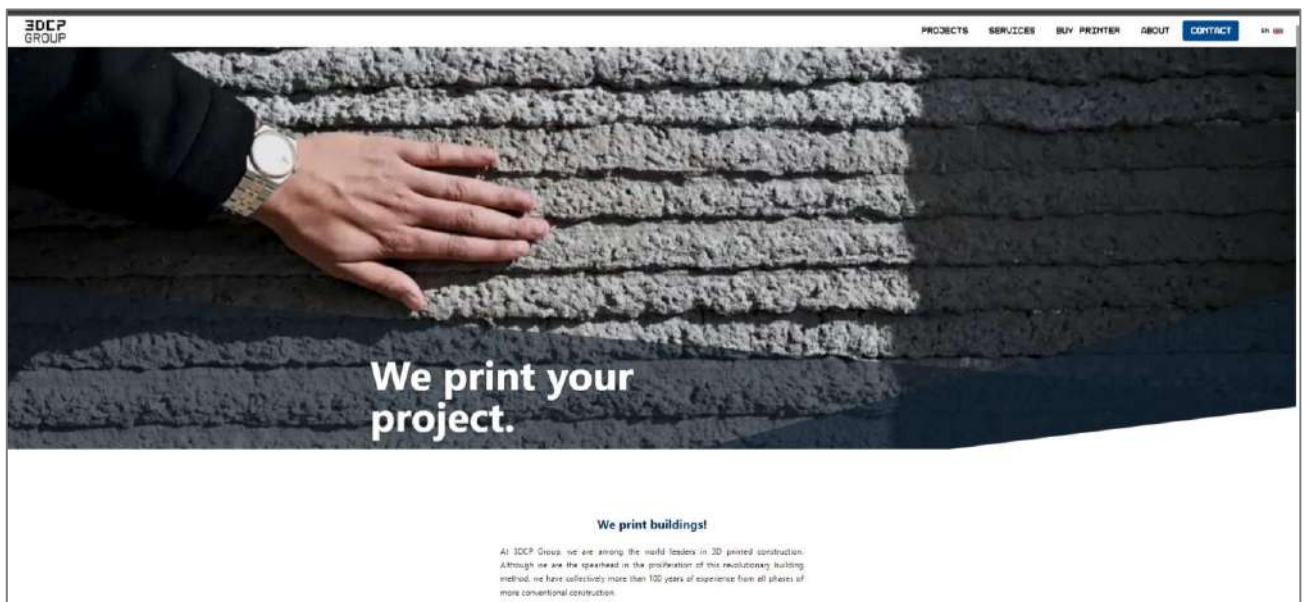 3DCP
GROUP
PROJECTS SERVICES BUY PRINTER ABOUT CONTACT EN
We print your
project.
We print buildings!
At 3DCP Group, we are among the world leaders in 3D printed construction.
Although we are the spearhead in the proliferation of this revolutionary building
method, we have collectively more than 100 years of experience from all phases of
more conventional construction.